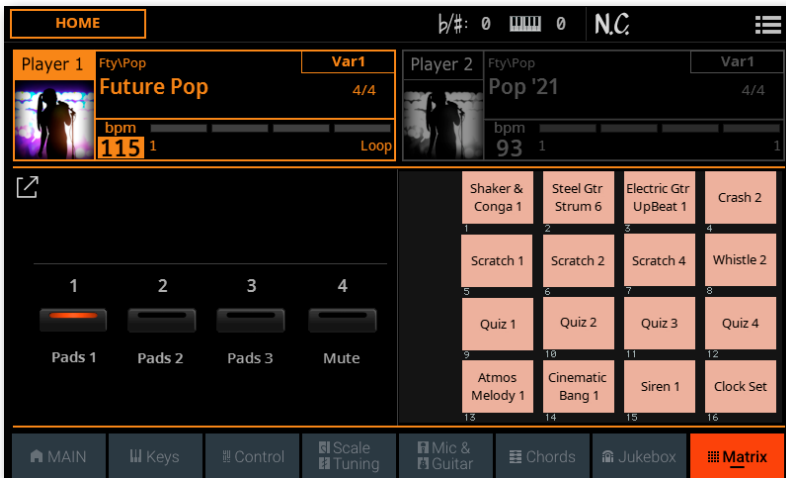 HOME
b/#: 0
0
N.C.
Player 1
Fty\Pop
Var1
Future Pop
4/4
bpm
115
1
Loop
Player 2
Fty\Pop
Var1
Pop '21
4/4
bpm
93
1
1
1
2
3
4
Pads 1
Pads 2
Pads 3
Mute
Shaker &
Conga 1
1
Steel Gtr
Strum 6
2
Electric Gtr
UpBeat 1
3
Crash 2
4
Scratch 1
5
Scratch 2
6
Scratch 4
7
Whistle 2
8
Quiz 1
9
Quiz 2
10
Quiz 3
11
Quiz 4
12
Atmos
Melody 1
13
Cinematic
Bang 1
14
Siren 1
15
Clock Set
16
MAIN
Keys
Control
Scale
Tuning
Mic &
Guitar
Chords
Jukebox
Matrix